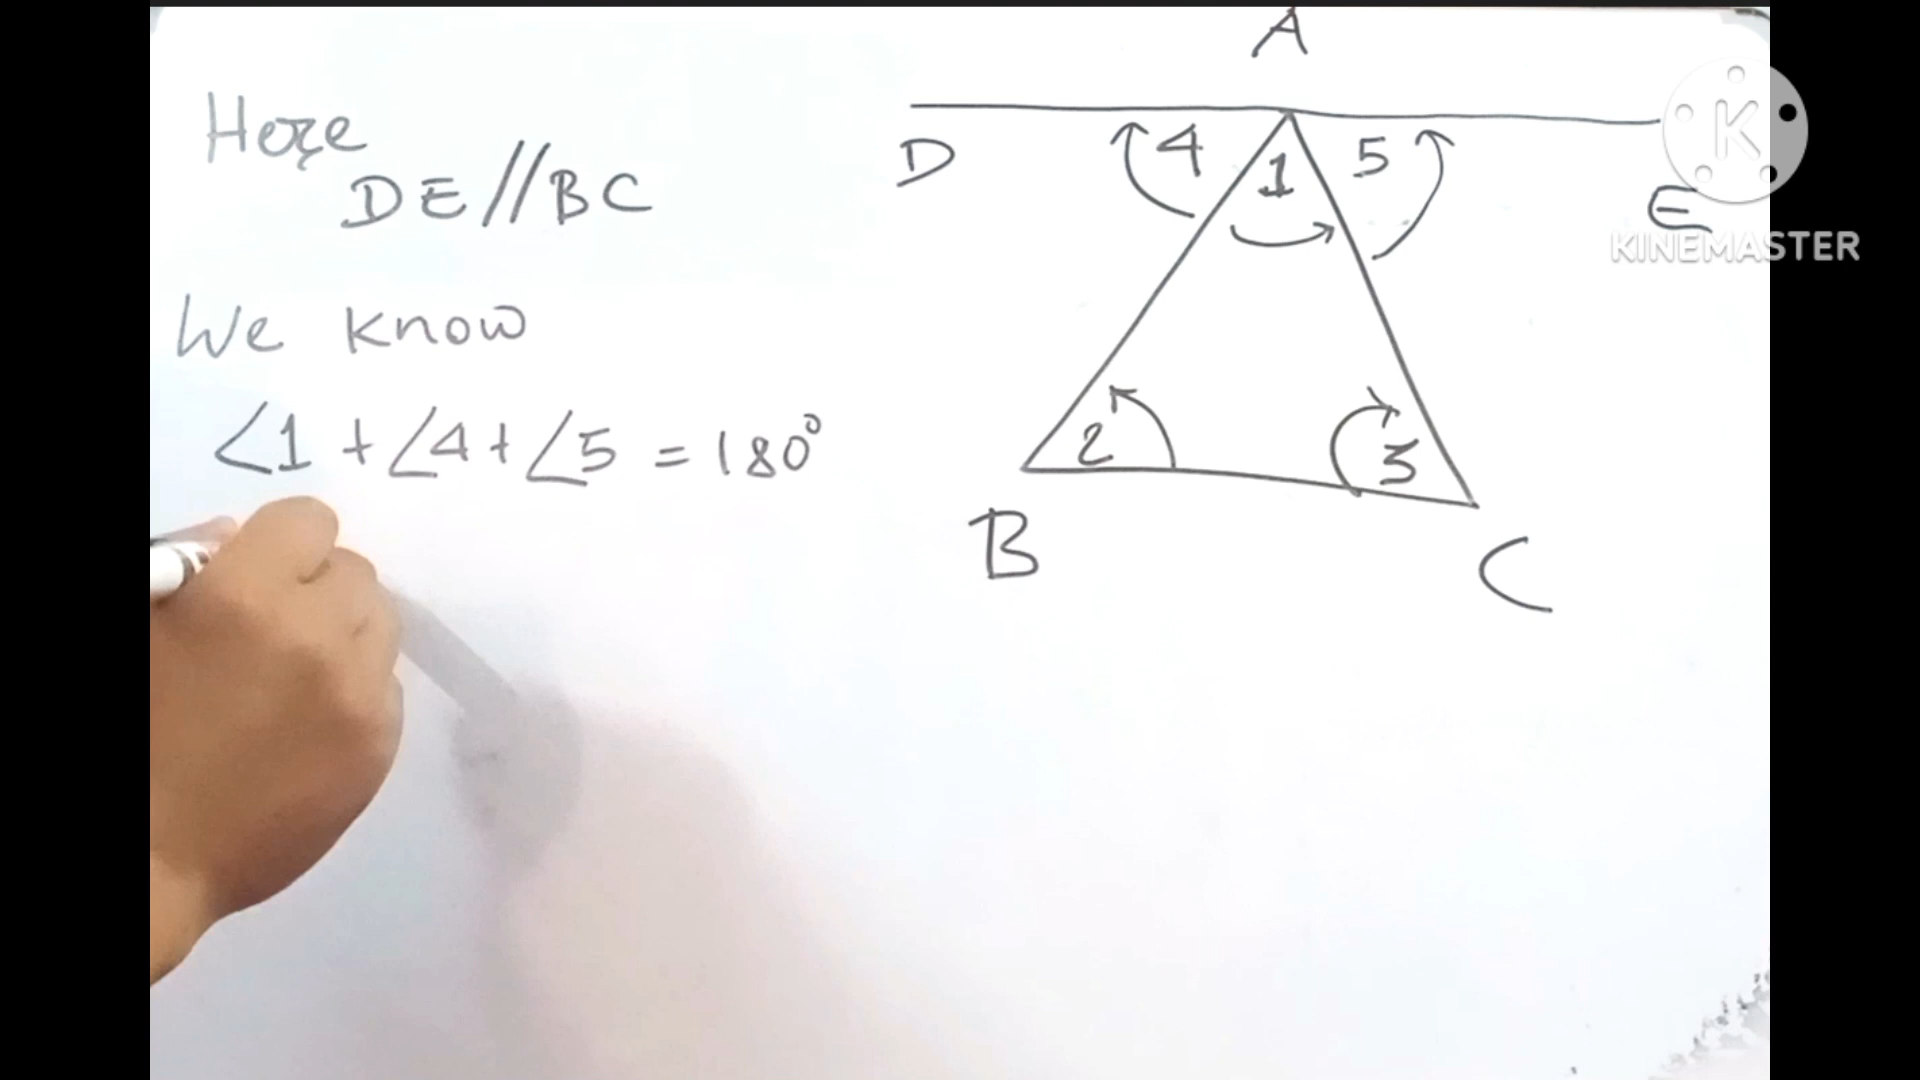 Here
DE//BC
We know
∠1 + ∠4 + ∠5 = 180°
A
D
4
1
5
E
2
3
B
C
K
KINEMASTER